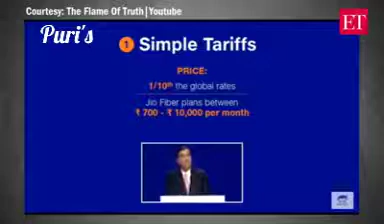 Courtesy: The Flame Of Truth|Youtube
ET
Puri's
1 Simple Tariffs
PRICE:
1/10th the global rates
Jio Fiber plans between
₹ 700 - ₹ 10,000 per month